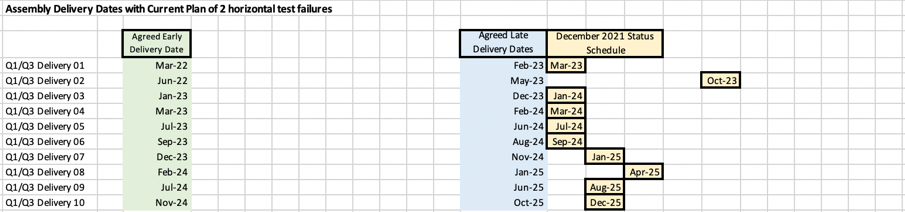 Assembly Delivery Dates with Current Plan of 2 horizontal test failures
Agreed Early Delivery Date Agreed Late Delivery Dates December 2021 Status Schedule
Q1/Q3 Delivery 01 Mar-22 Feb-23 Mar-23
Q1/Q3 Delivery 02 Jun-22 May-23 Oct-23
Q1/Q3 Delivery 03 Jan-23 Dec-23 Jan-24
Q1/Q3 Delivery 04 Mar-23 Feb-24 Mar-24
Q1/Q3 Delivery 05 Jul-23 Jun-24 Jul-24
Q1/Q3 Delivery 06 Sep-23 Aug-24 Sep-24
Q1/Q3 Delivery 07 Dec-23 Nov-24 Jan-25
Q1/Q3 Delivery 08 Feb-24 Jan-25 Apr-25
Q1/Q3 Delivery 09 Jul-24 Jun-25 Aug-25
Q1/Q3 Delivery 10 Nov-24 Oct-25 Dec-25